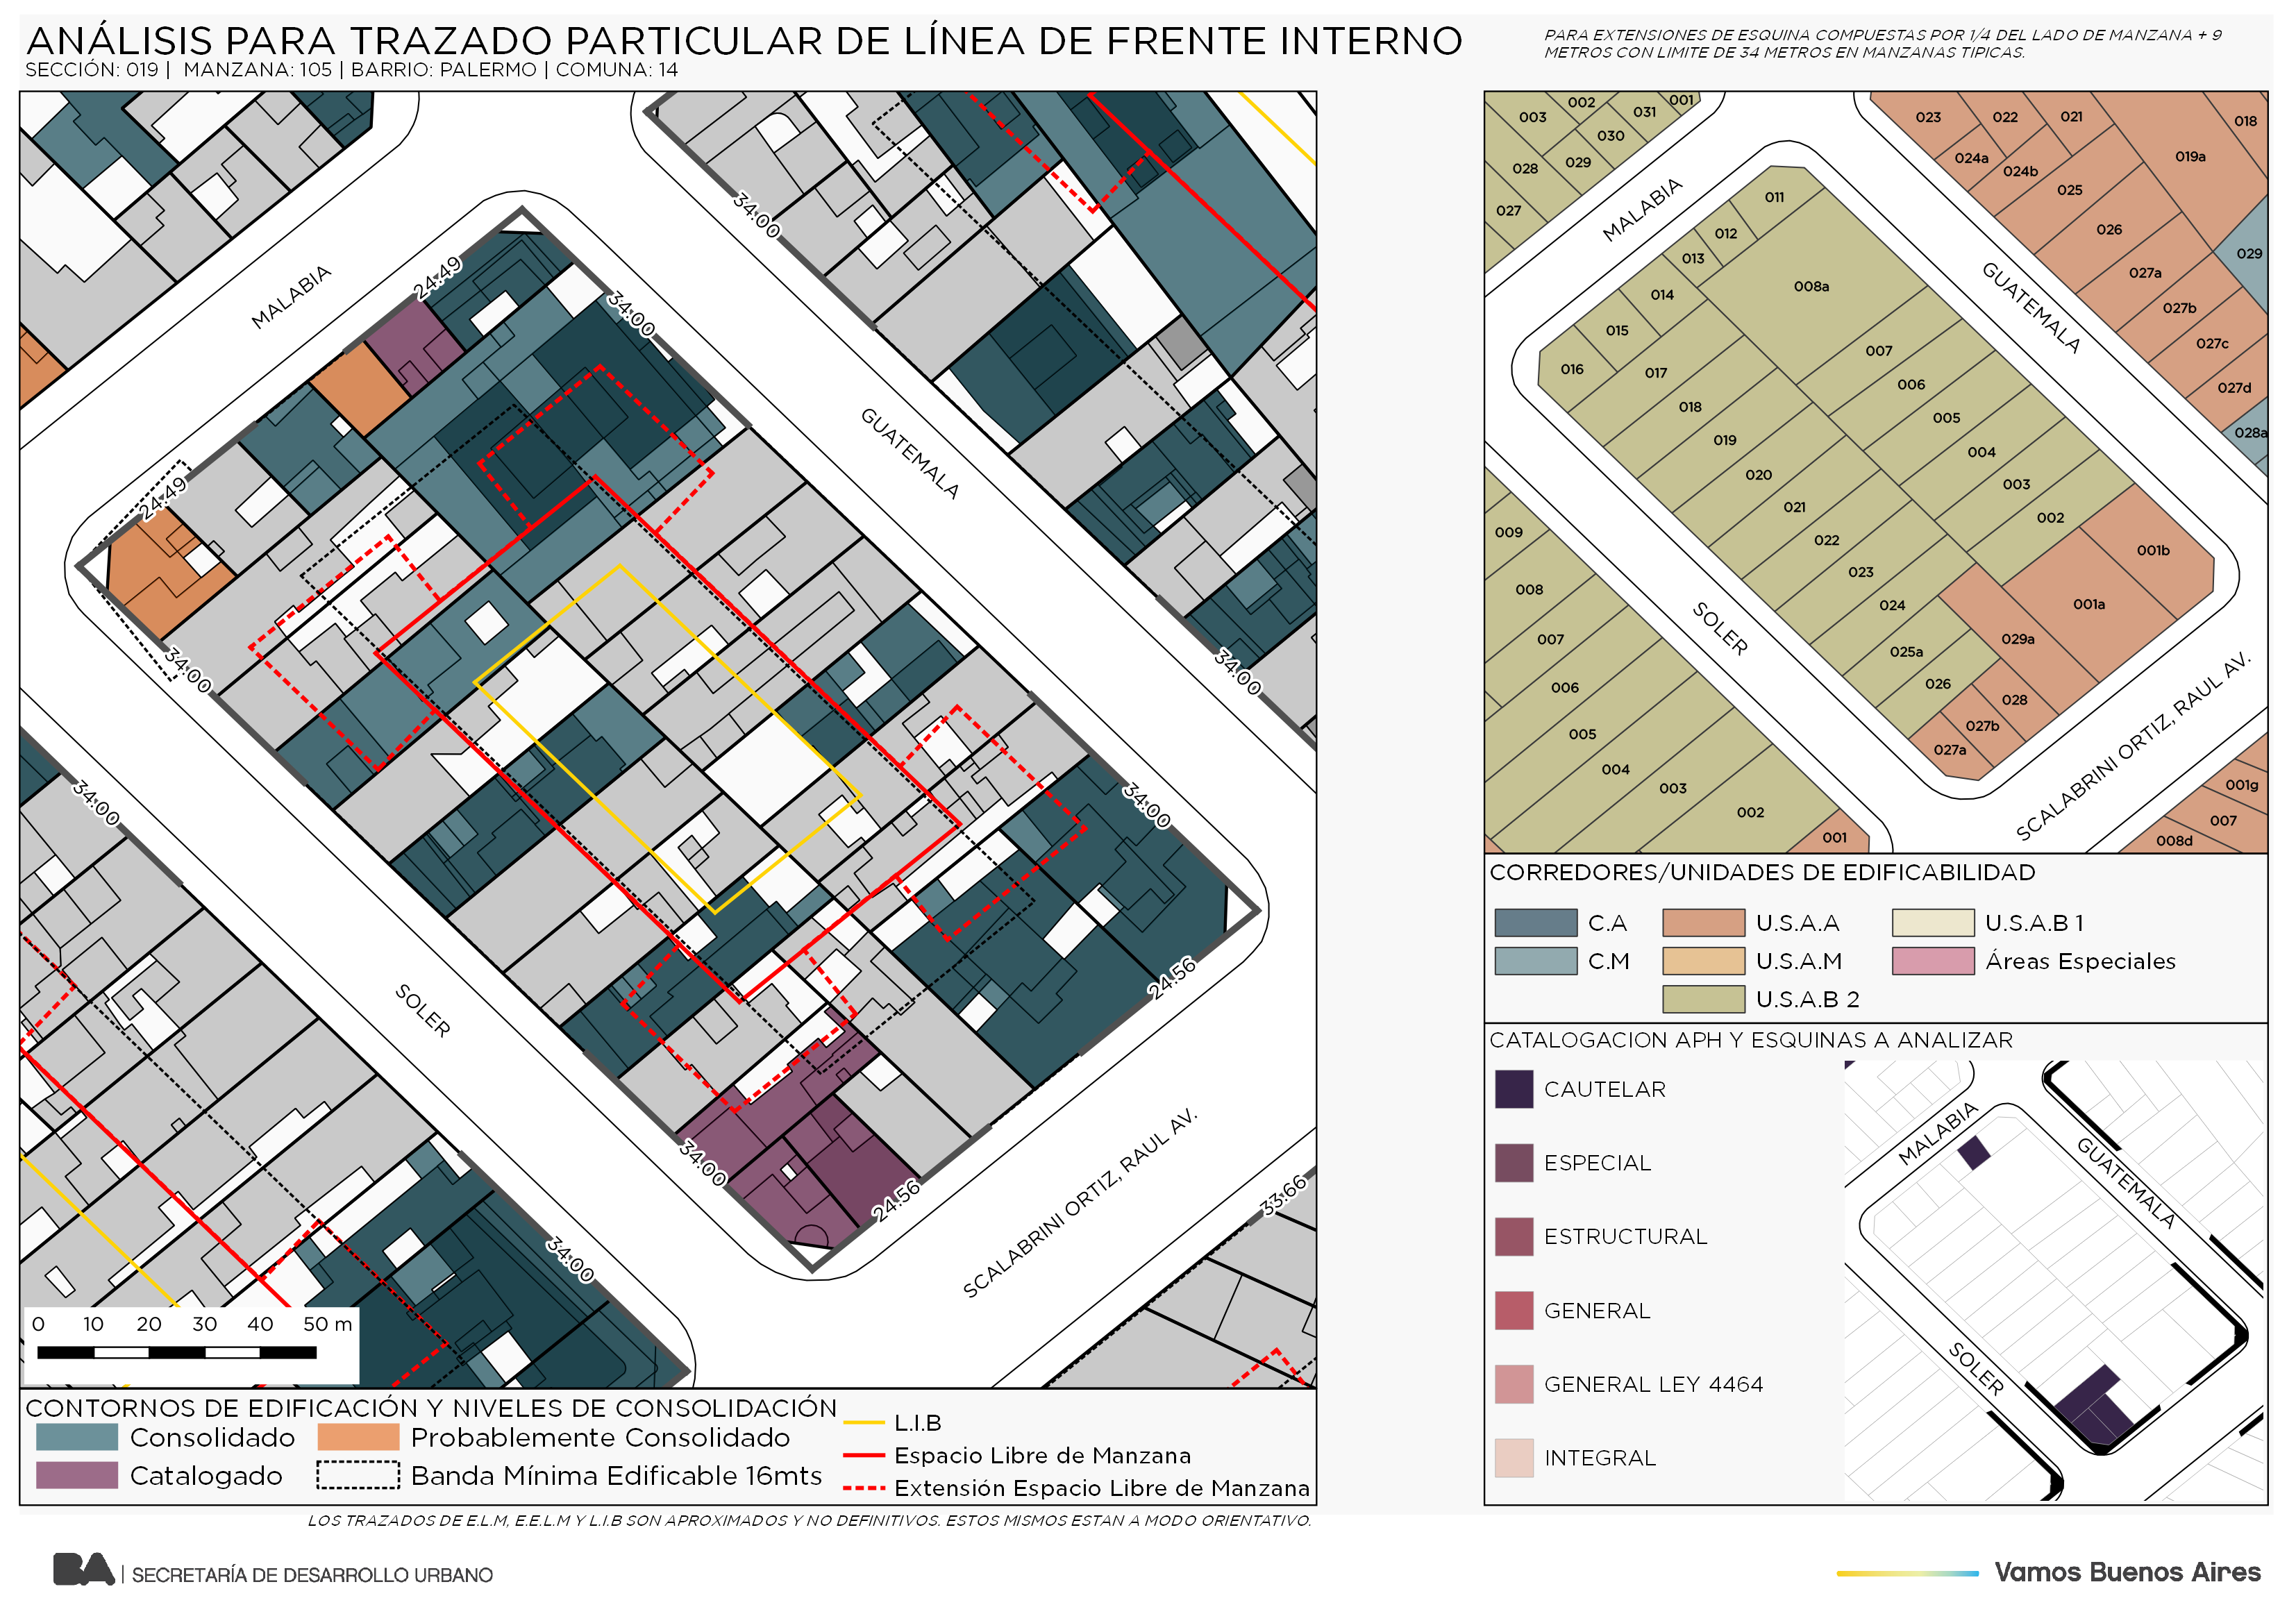 ANÁLISIS PARA TRAZADO PARTICULAR DE LÍNEA DE FRENTE INTERNO
SECCIÓN: 019 | MANZANA: 105 | BARRIO: PALERMO | COMUNA: 14
PARA EXTENSIONES DE ESQUINA COMPUESTAS POR 1/4 DEL LADO DE MANZANA + 9
METROS CON LIMITE DE 34 METROS EN MANZANAS TIPICAS.
34.00
MALABIA
24.49
34.00
GUATEMALA
24.49
34.00
34.00
34.00
34.00
SOLER
24.56
34.00
24.56
SCALABRINI ORTIZ, RAUL AV.
33.66
34.00
0 10 20 30 40 50 m
CONTORNOS DE EDIFICACIÓN Y NIVELES DE CONSOLIDACIÓN
Consolidado
Probablemente Consolidado
Catalogado
Banda Mínima Edificable 16mts
L.I.B
Espacio Libre de Manzana
Extensión Espacio Libre de Manzana
LOS TRAZADOS DE E.L.M, E.E.L.M Y L.I.B SON APROXIMADOS Y NO DEFINITIVOS. ESTOS MISMOS ESTAN A MODO ORIENTATIVO.
003
002
031
001
030
028
029
027
MALABIA
023
022
021
018
024a
024b
019a
025
026
029
027a
027b
027c
027d
028a
GUATEMALA
011
012
013
014
015
016
008a
017
018
019
020
021
022
023
024
025a
026
007
006
005
004
003
002
001b
001a
029a
028
027b
027a
SOLER
009
008
007
006
005
004
003
002
001
SCALABRINI ORTIZ, RAUL AV.
001g
007
008d
CORREDORES/UNIDADES DE EDIFICABILIDAD
C.A
U.S.A.A
U.S.A.B 1
C.M
U.S.A.M
Áreas Especiales
U.S.A.B 2
CATALOGACION APH Y ESQUINAS A ANALIZAR
CAUTELAR
ESPECIAL
ESTRUCTURAL
GENERAL
GENERAL LEY 4464
INTEGRAL
MALABIA
GUATEMALA
SOLER
BA | SECRETARÍA DE DESARROLLO URBANO
Vamos Buenos Aires